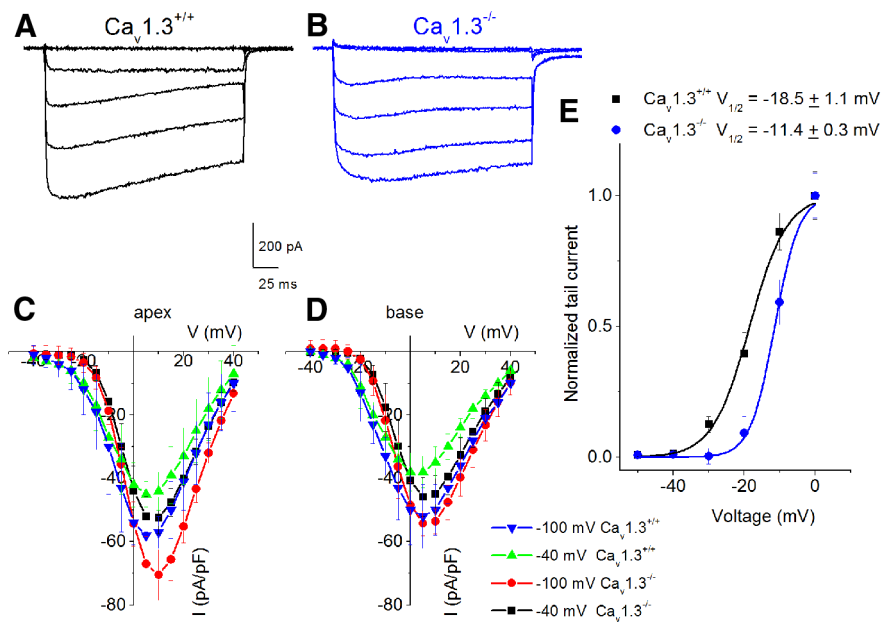 A
Cav1.3+/+
B
Cav1.3-/-
200 pA
25 ms
E
Cav1.3+/+ V1/2 = -18.5 ± 1.1 mV
Cav1.3-/- V1/2 = -11.4 ± 0.3 mV
1.0
0.5
0.0
Normalized tail current
-40
-20
0
Voltage (mV)
C
apex
V (mV)
-40
-20
20
40
-20
-40
-60
-80
I (pA/pF)
D
base
V (mV)
-40
-20
20
40
-20
-40
-60
-80
I (pA/pF)
-100 mV Cav1.3+/+
-40 mV Cav1.3+/+
-100 mV Cav1.3-/-
-40 mV Cav1.3-/-